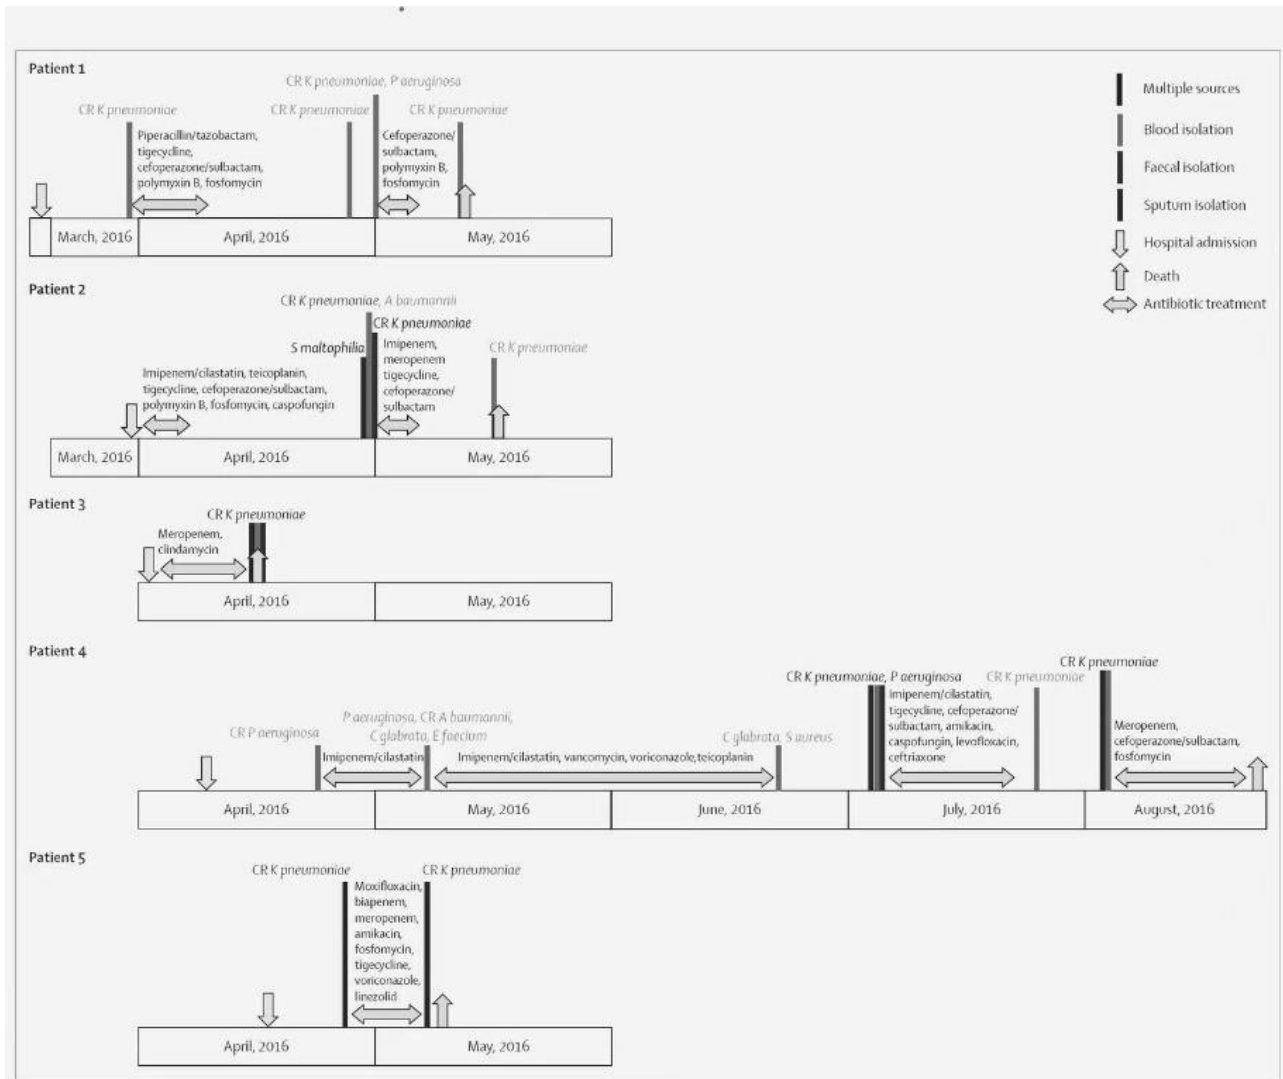 Patient 1
CR K pneumoniae, P aeruginosa
CR K pneumoniae
CR K pneumoniae
CR K pneumoniae
Piperacillin/tazobactam,
tigecycline,
cefoperazone/sulbactam,
polymyxin B, fosfomycin
Cefoperazone/
sulbactam,
polymyxin B,
fosfomycin
March, 2016
April, 2016
May, 2016
Multiple sources
Blood isolation
Faecal isolation
Sputum isolation
Hospital admission
Death
Antibiotic treatment
Patient 2
CR K pneumoniae, A baumannii
CR K pneumoniae
S maltophilia
CR K pneumoniae
Imipenem/cilastatin, teicoplanin,
tigecycline, cefoperazone/sulbactam,
polymyxin B, fosfomycin, caspofungin
Imipenem,
meropenem
tigecycline,
cefoperazone/
sulbactam
March, 2016
April, 2016
May, 2016
Patient 3
CR K pneumoniae
Meropenem,
clindamycin
April, 2016
May, 2016
Patient 4
CR P aeruginosa
P aeruginosa, CR A baumannii,
C glabrata, E faecium
C glabrata, S aureus
CR K pneumoniae, P aeruginosa
CR K pneumoniae
CR K pneumoniae
Imipenem/cilastatin
Imipenem/cilastatin, vancomycin, voriconazole,teicoplanin
Imipenem/cilastatin,
tigecycline, cefoperazone/
sulbactam, amikacin,
caspofungin, levofloxacin,
ceftriaxone
Meropenem,
cefoperazone/sulbactam,
fosfomycin
April, 2016
May, 2016
June, 2016
July, 2016
August, 2016
Patient 5
CR K pneumoniae
CR K pneumoniae
Moxifluxacin,
biapenem,
meropenem,
amikacin,
fosfomycin,
tigecycline,
voriconazole,
linezolid
April, 2016
May, 2016